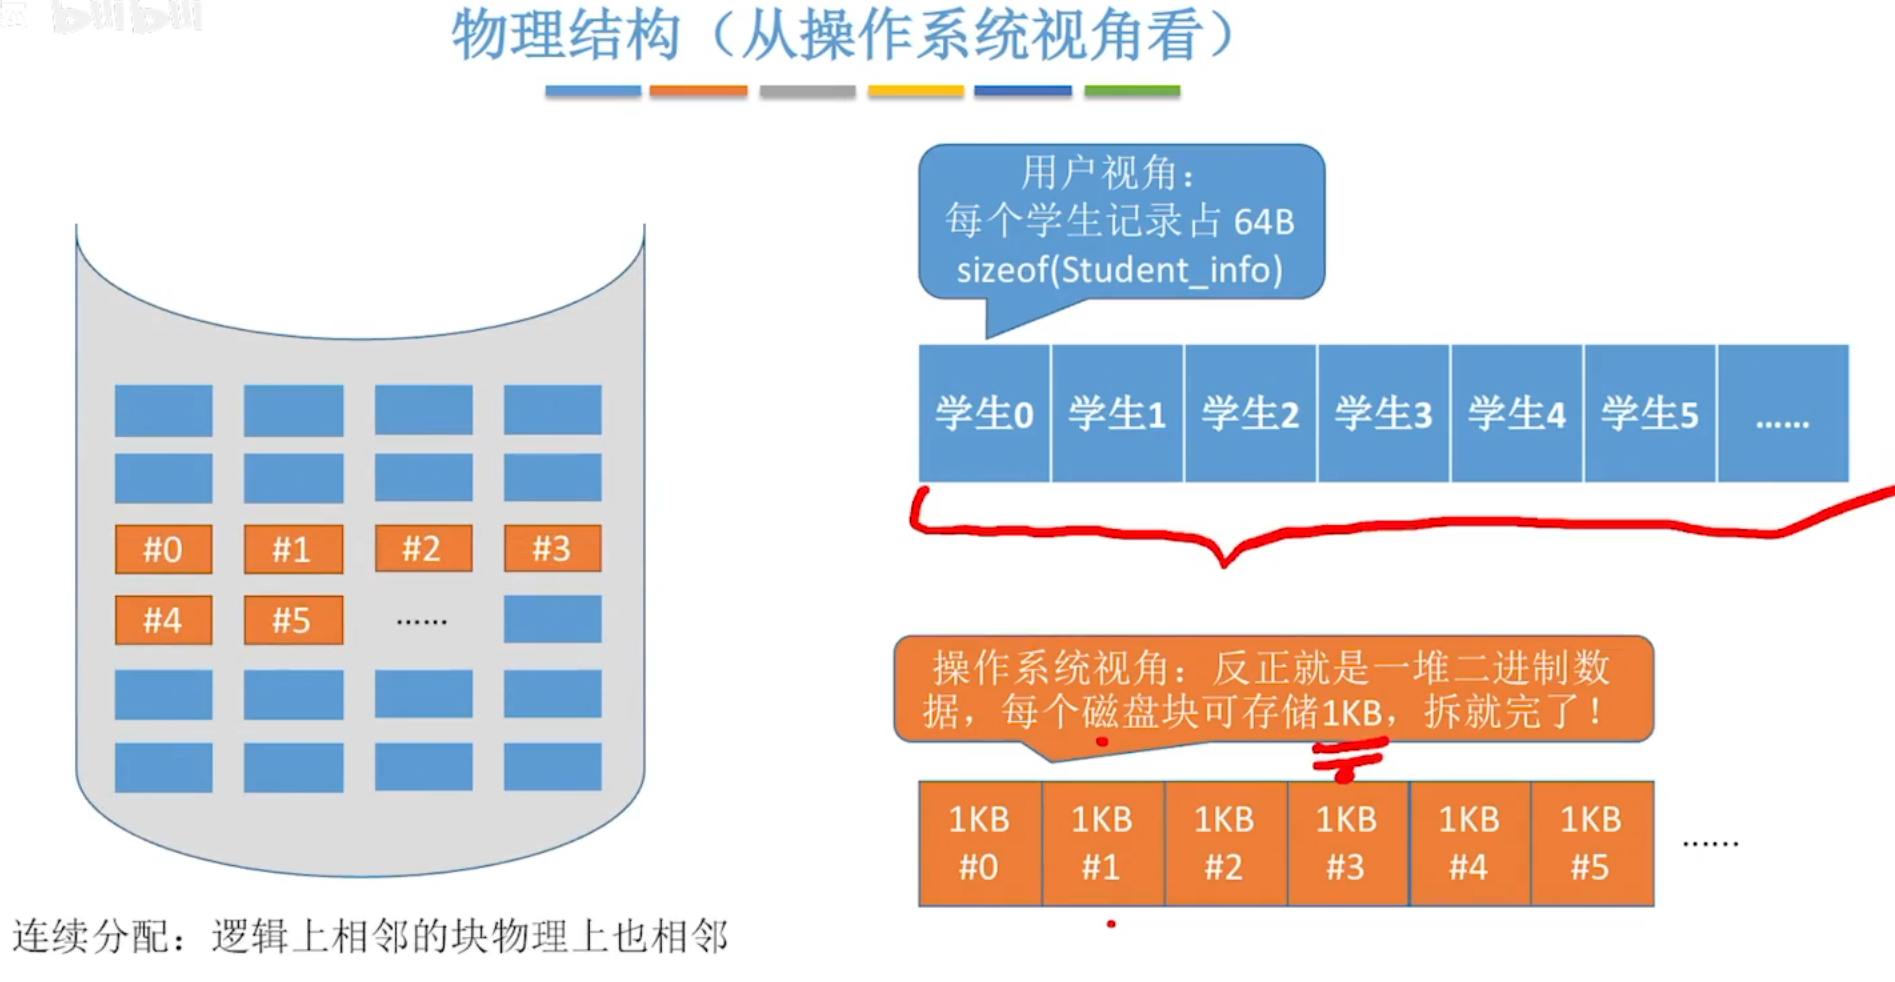 bilibili
物理结构（从操作系统视角看）
用户视角：
每个学生记录占 64B
sizeof(Student_info)
学生0 学生1 学生2 学生3 学生4 学生5 ......
#0 #1 #2 #3
#4 #5 ......
操作系统视角：反正就是一堆二进制数
据，每个磁盘块可存储1KB，拆就完了！
1KB 1KB 1KB 1KB 1KB 1KB
#0 #1 #2 #3 #4 #5 ......
连续分配：逻辑上相邻的块物理上也相邻